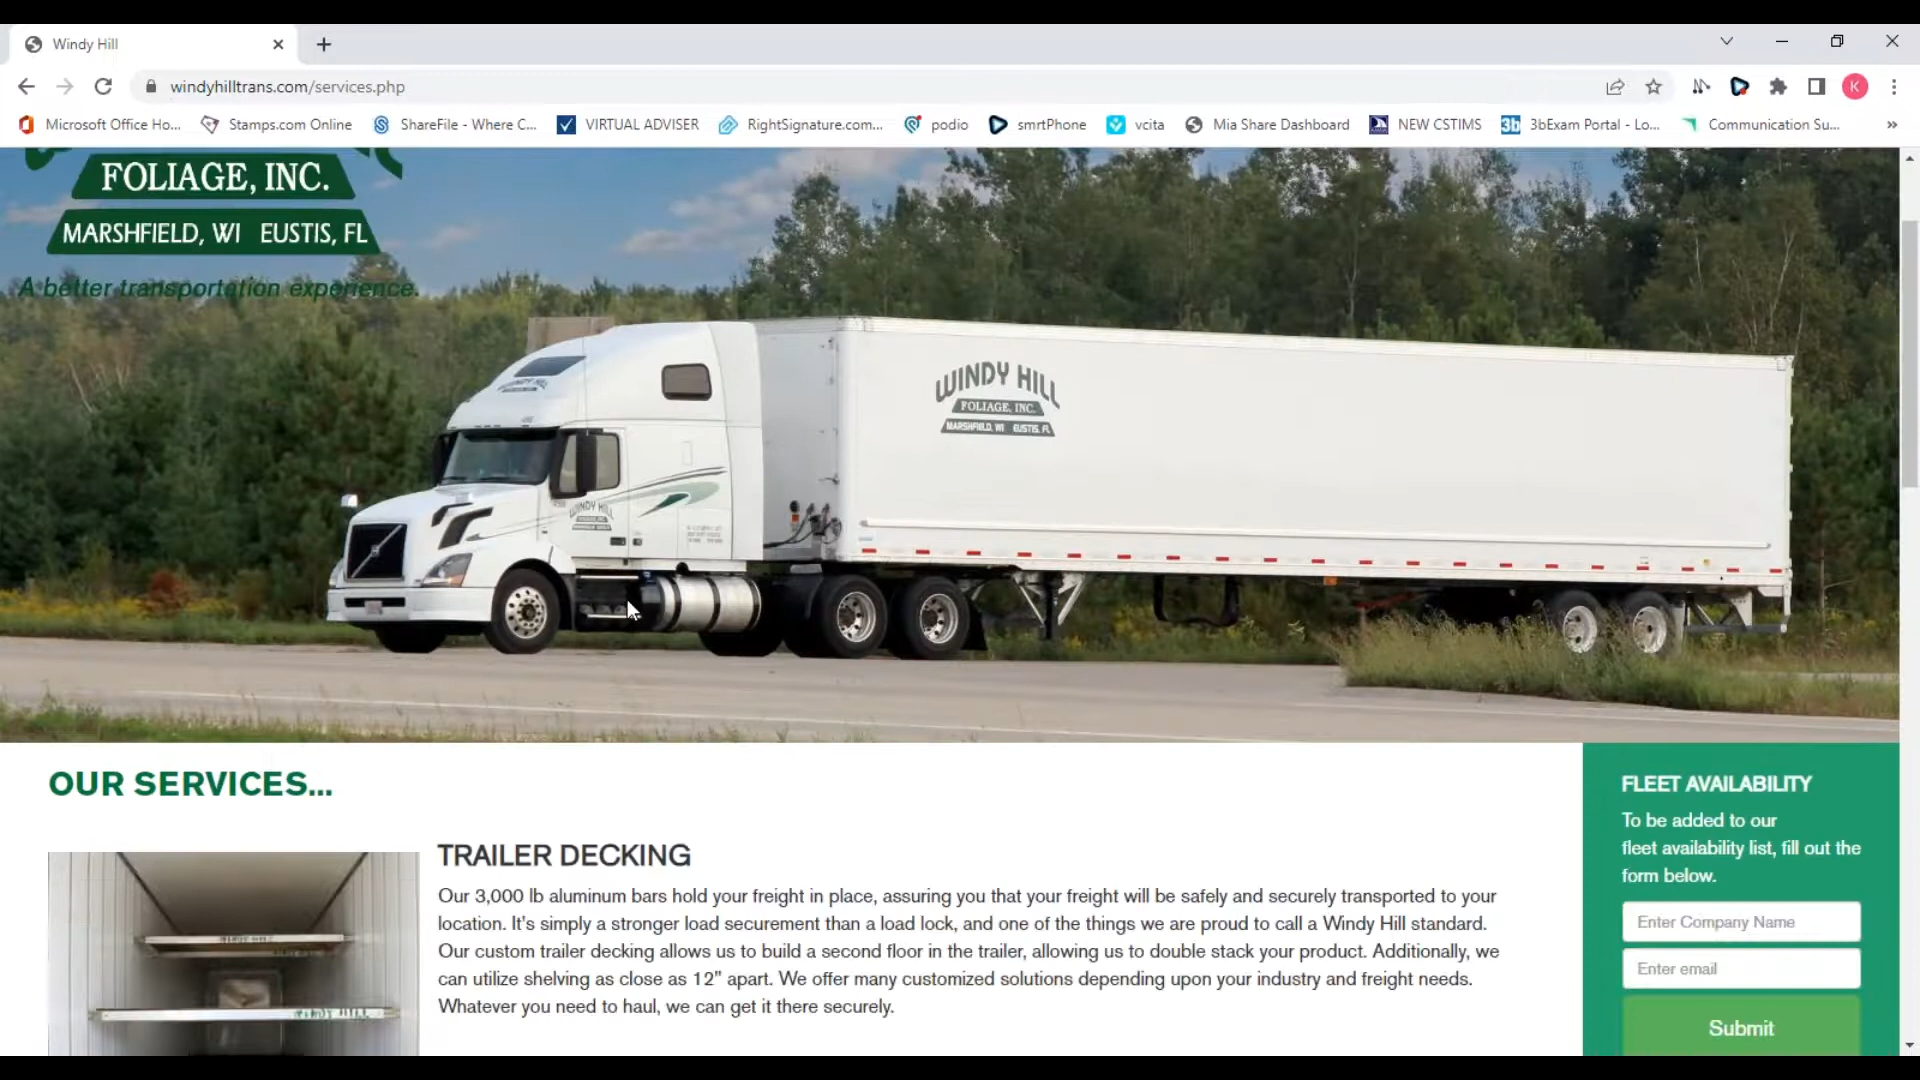 Windy Hill
windyhilltrans.com/services.php
K
Microsoft Office Ho...
Stamps.com Online
ShareFile - Where C...
VIRTUAL ADVISER
RightSignature.com...
podio
smrtPhone
vcita
Mia Share Dashboard
NEW CSTIMS
3b
3bExam Portal - Lo...
Communication Su...
»
FOLIAGE, INC.
MARSHFIELD, WI EUSTIS, FL
A better transportation experience.
WINDY HILL
FOLIAGE, INC.
MARSHFIELD, WI EUSTIS, FL
WINDY HILL
OUR SERVICES...
TRAILER DECKING
Our 3,000 lb aluminum bars hold your freight in place, assuring you that your freight will be safely and securely transported to your
location. It's simply a stronger load securement than a load lock, and one of the things we are proud to call a Windy Hill standard.
Our custom trailer decking allows us to build a second floor in the trailer, allowing us to double stack your product. Additionally, we
can utilize shelving as close as 12" apart. We offer many customized solutions depending upon your industry and freight needs.
Whatever you need to haul, we can get it there securely.
WINDY HILL
WINDY HILL
FLEET AVAILABILITY
To be added to our
fleet availability list, fill out the
form below.
Enter Company Name
Enter email
Submit